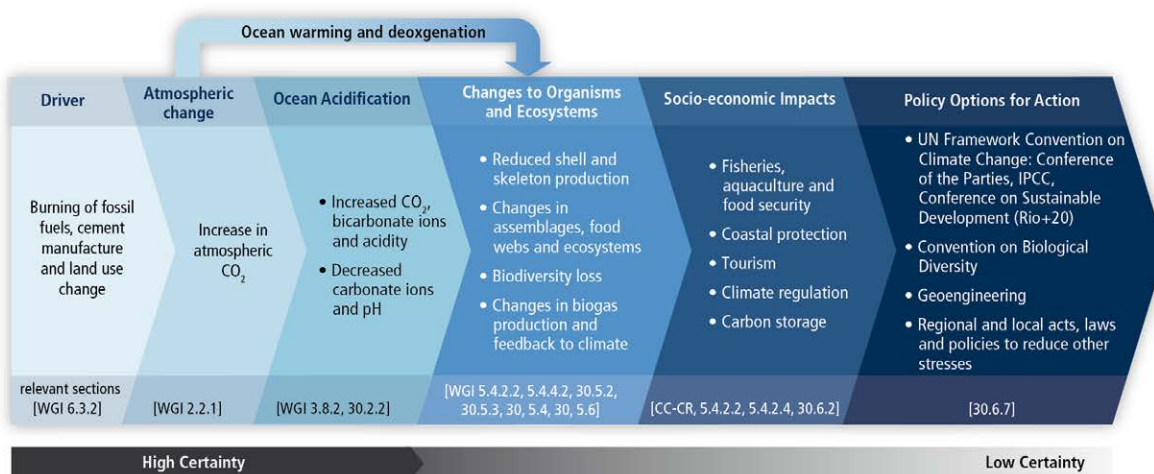 Ocean warming and deoxgenation
Driver
Atmospheric
change
Ocean Acidification
Changes to Organisms
and Ecosystems
Socio-economic Impacts
Policy Options for Action
Burning of fossil
fuels, cement
manufacture
and land use
change
Increase in
atmospheric
CO₂
• Increased CO₂,
bicarbonate ions
and acidity
• Decreased
carbonate ions
and pH
• Reduced shell and
skeleton production
• Changes in
assemblages, food
webs and ecosystems
• Biodiversity loss
• Changes in biogas
production and
feedback to climate
• Fisheries,
aquaculture and
food security
• Coastal protection
• Tourism
• Climate regulation
• Carbon storage
• UN Framework Convention on
Climate Change: Conference
of the Parties, IPCC,
Conference on Sustainable
Development (Rio+20)
• Convention on Biological
Diversity
• Geoengineering
• Regional and local acts, laws
and policies to reduce other
stresses
relevant sections
[WGI 6.3.2]
[WGI 2.2.1]
[WGI 3.8.2, 30.2.2]
[WGI 5.4.2.2, 5.4.4.2, 30.5.2,
30.5.3, 30, 5.4, 30, 5.6]
[CC-CR, 5.4.2.2, 5.4.2.4, 30.6.2]
[30.6.7]
High Certainty
Low Certainty